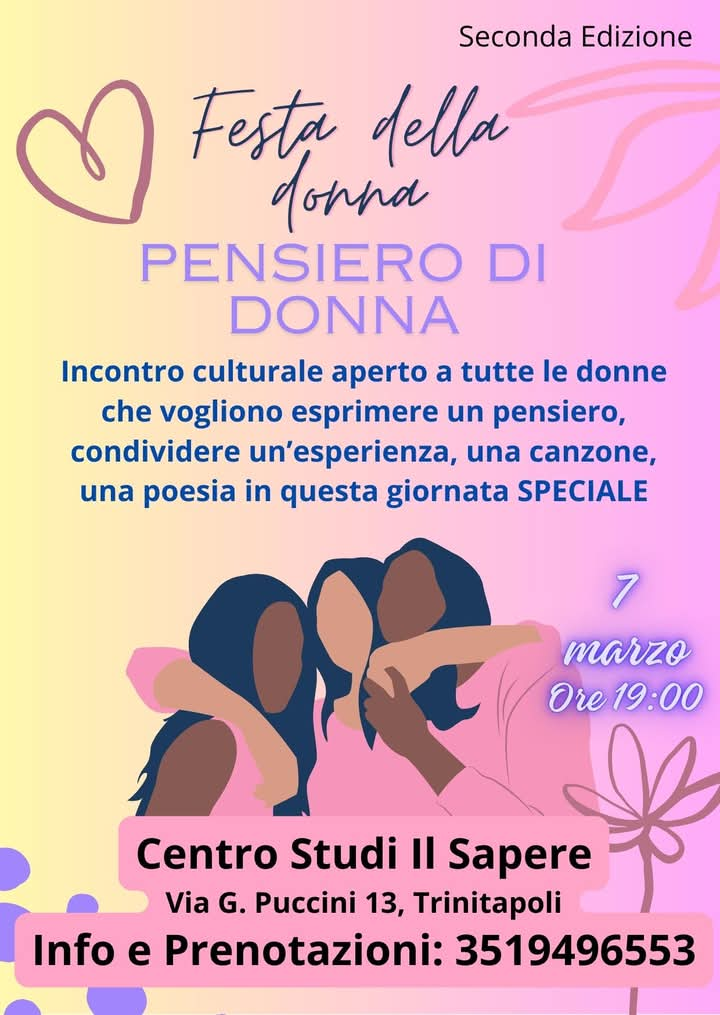 Seconda Edizione
Festa della
donna
PENSIERO DI
DONNA
Incontro culturale aperto a tutte le donne
che vogliono esprimere un pensiero,
condividere un’esperienza, una canzone,
una poesia in questa giornata SPECIALE
7
marzo
Ore 19:00
Centro Studi Il Sapere
Via G. Puccini 13, Trinitapoli
Info e Prenotazioni: 3519496553